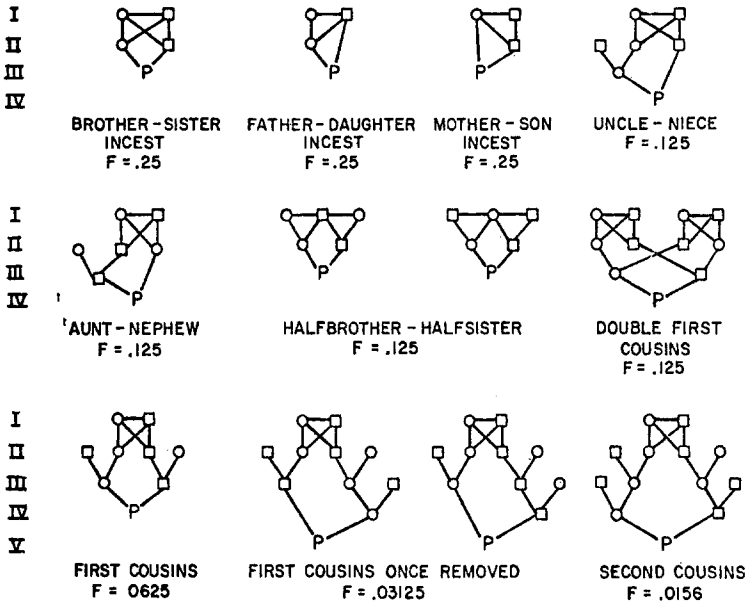 I
II
III
IV
P
P
P
P
BROTHER-SISTER
INCEST
F = .25
FATHER-DAUGHTER
INCEST
F = .25
MOTHER-SON
INCEST
F = .25
UNCLE-NIECE
F = .125
I
II
III
IV
P
P
P
P
AUNT-NEPHEW
F = .125
HALFBROTHER-HALFSISTER
F = .125
DOUBLE FIRST
COUSINS
F = .125
I
II
III
IV
V
P
P
P
P
FIRST COUSINS
F = 0625
FIRST COUSINS ONCE REMOVED
F = .03125
SECOND COUSINS
F = .0156